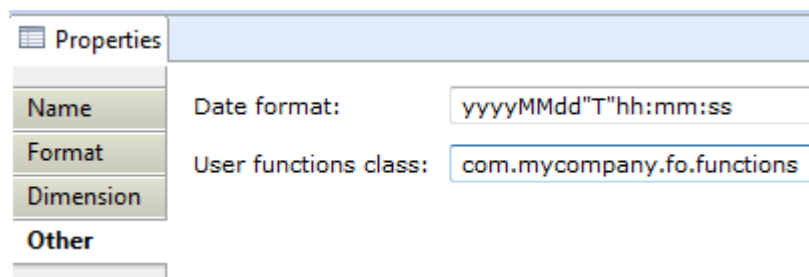 Properties
Name
Date format: yyyyMMdd"T"hh:mm:ss
Format
User functions class: com.mycompany.fo.functions
Dimension
Other